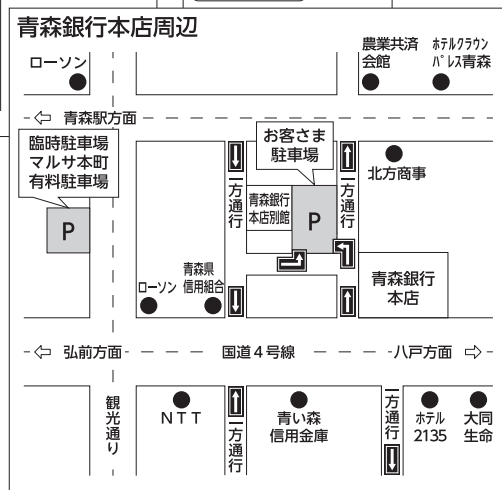 青森銀行本店周辺
ローソン
農業共済
会館
ホテルクラウン
パレス青森
青森駅方面
臨時駐車場
マルサ本町
有料駐車場
P
お客さま
駐車場
P
一方通行
一方通行
青森銀行
本店別館
北方商事
青森銀行
本店
ローソン
青森県
信用組合
弘前方面
国道4号線
八戸方面
観光通り
NTT
一方通行
青い森
信用金庫
一方通行
ホテル
2135
大同
生命